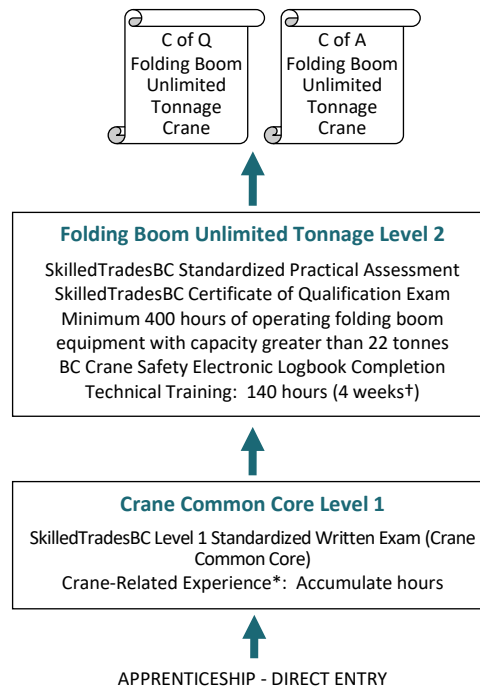 C of Q
Folding Boom
Unlimited
Tonnage
Crane
C of A
Folding Boom
Unlimited
Tonnage
Crane
Folding Boom Unlimited Tonnage Level 2
SkilledTradesBC Standardized Practical Assessment
SkilledTradesBC Certificate of Qualification Exam
Minimum 400 hours of operating folding boom
equipment with capacity greater than 22 tonnes
BC Crane Safety Electronic Logbook Completion
Technical Training: 140 hours (4 weeks†)
Crane Common Core Level 1
SkilledTradesBC Level 1 Standardized Written Exam (Crane
Common Core)
Crane-Related Experience*: Accumulate hours
APPRENTICESHIP - DIRECT ENTRY